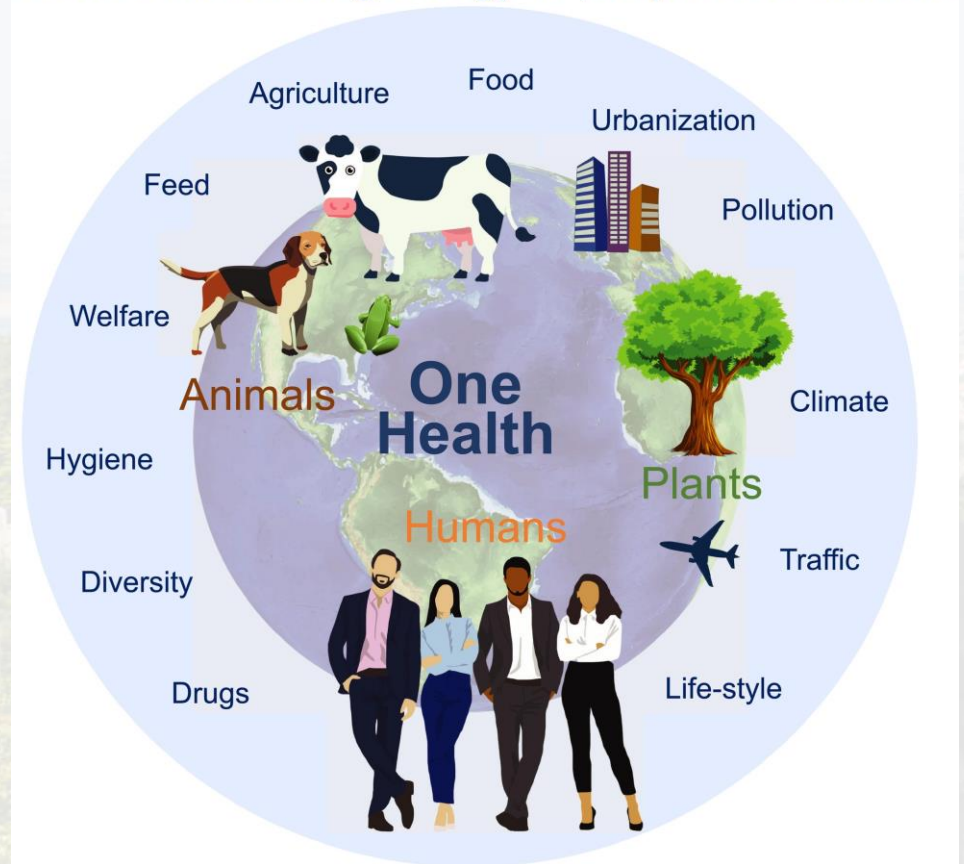 Food
Agriculture
Urbanization
Feed
Pollution
Welfare
Animals
One
Health
Climate
Hygiene
Plants
Humans
Traffic
Diversity
Drugs
Life-style